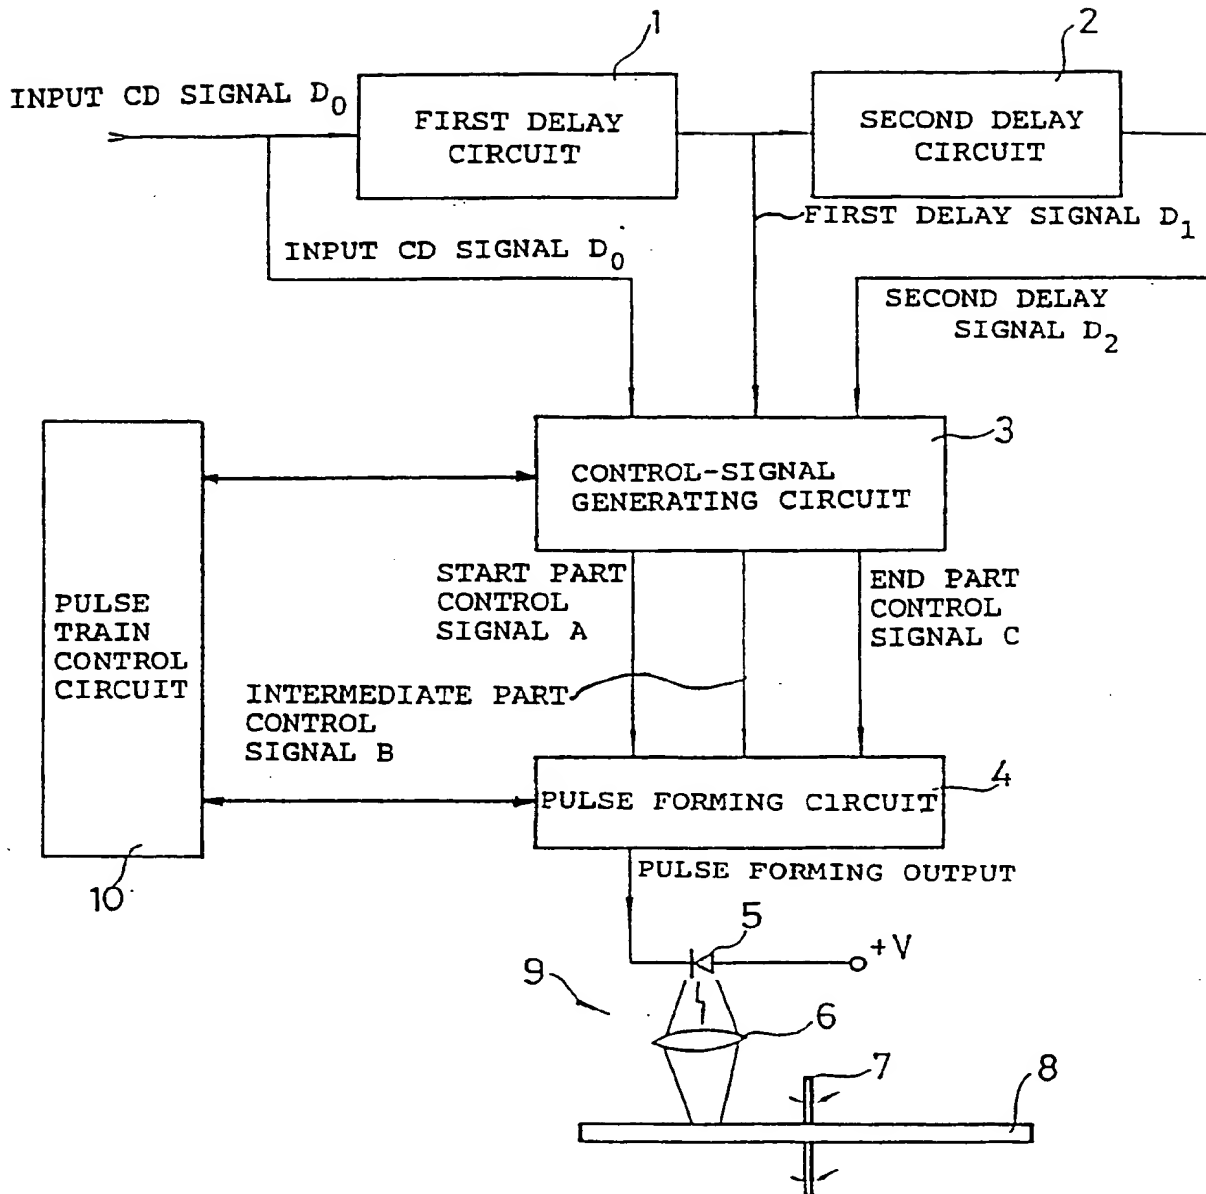 1
2
INPUT CD SIGNAL D0
FIRST DELAY
CIRCUIT
SECOND DELAY
CIRCUIT
FIRST DELAY SIGNAL D1
INPUT CD SIGNAL D0
SECOND DELAY
SIGNAL D2
3
CONTROL-SIGNAL
GENERATING CIRCUIT
START PART
CONTROL
SIGNAL A
END PART
CONTROL
SIGNAL C
PULSE
TRAIN
CONTROL
CIRCUIT
INTERMEDIATE PART
CONTROL
SIGNAL B
4
PULSE FORMING CIRCUIT
10
PULSE FORMING OUTPUT
5
+V
9
6
7
8